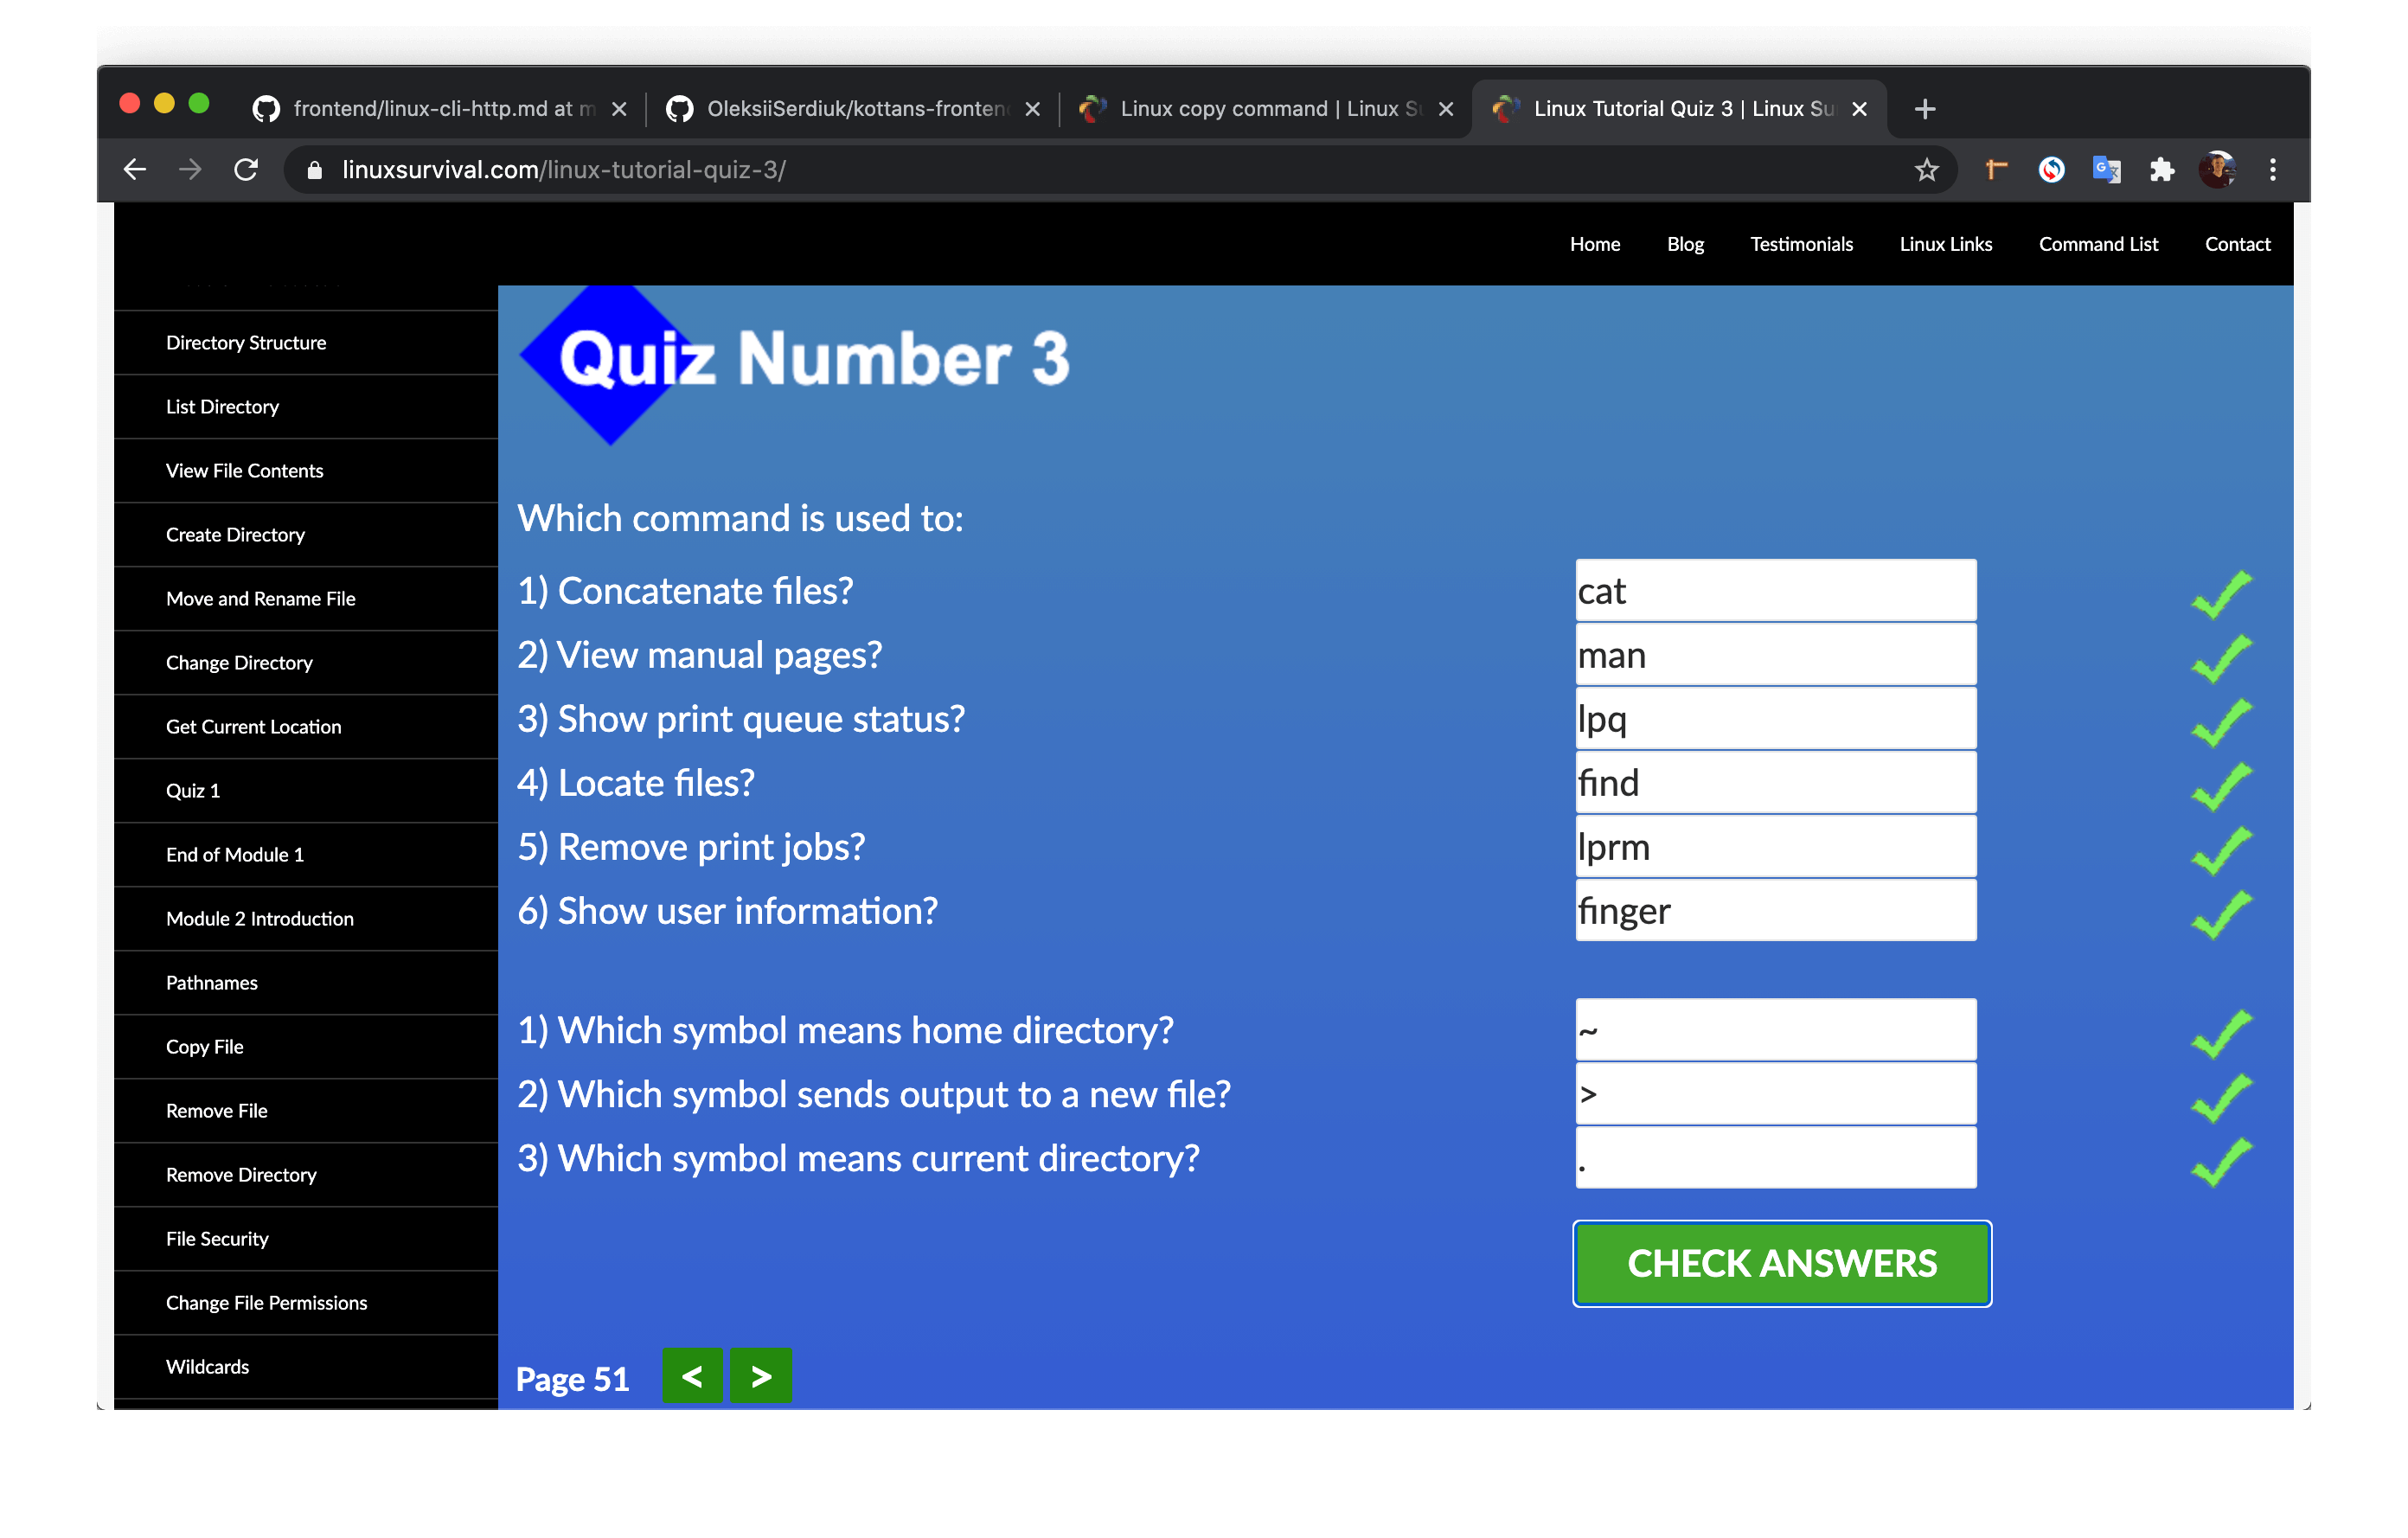 frontend/linux-cli-http.md at m
OleksiiSerdiuk/kottans-fronten
Linux copy command | Linux Su
Linux Tutorial Quiz 3 | Linux Su
linuxsurvival.com/linux-tutorial-quiz-3/
Home Blog Testimonials Linux Links Command List Contact
Directory Structure
List Directory
View File Contents
Create Directory
Move and Rename File
Change Directory
Get Current Location
Quiz 1
End of Module 1
Module 2 Introduction
Pathnames
Copy File
Remove File
Remove Directory
File Security
Change File Permissions
Wildcards
Quiz Number 3
Which command is used to:
1) Concatenate files? cat
2) View manual pages? man
3) Show print queue status? lpq
4) Locate files? find
5) Remove print jobs? lprm
6) Show user information? finger
1) Which symbol means home directory? ~
2) Which symbol sends output to a new file? >
3) Which symbol means current directory? .
CHECK ANSWERS
Page 51 < >